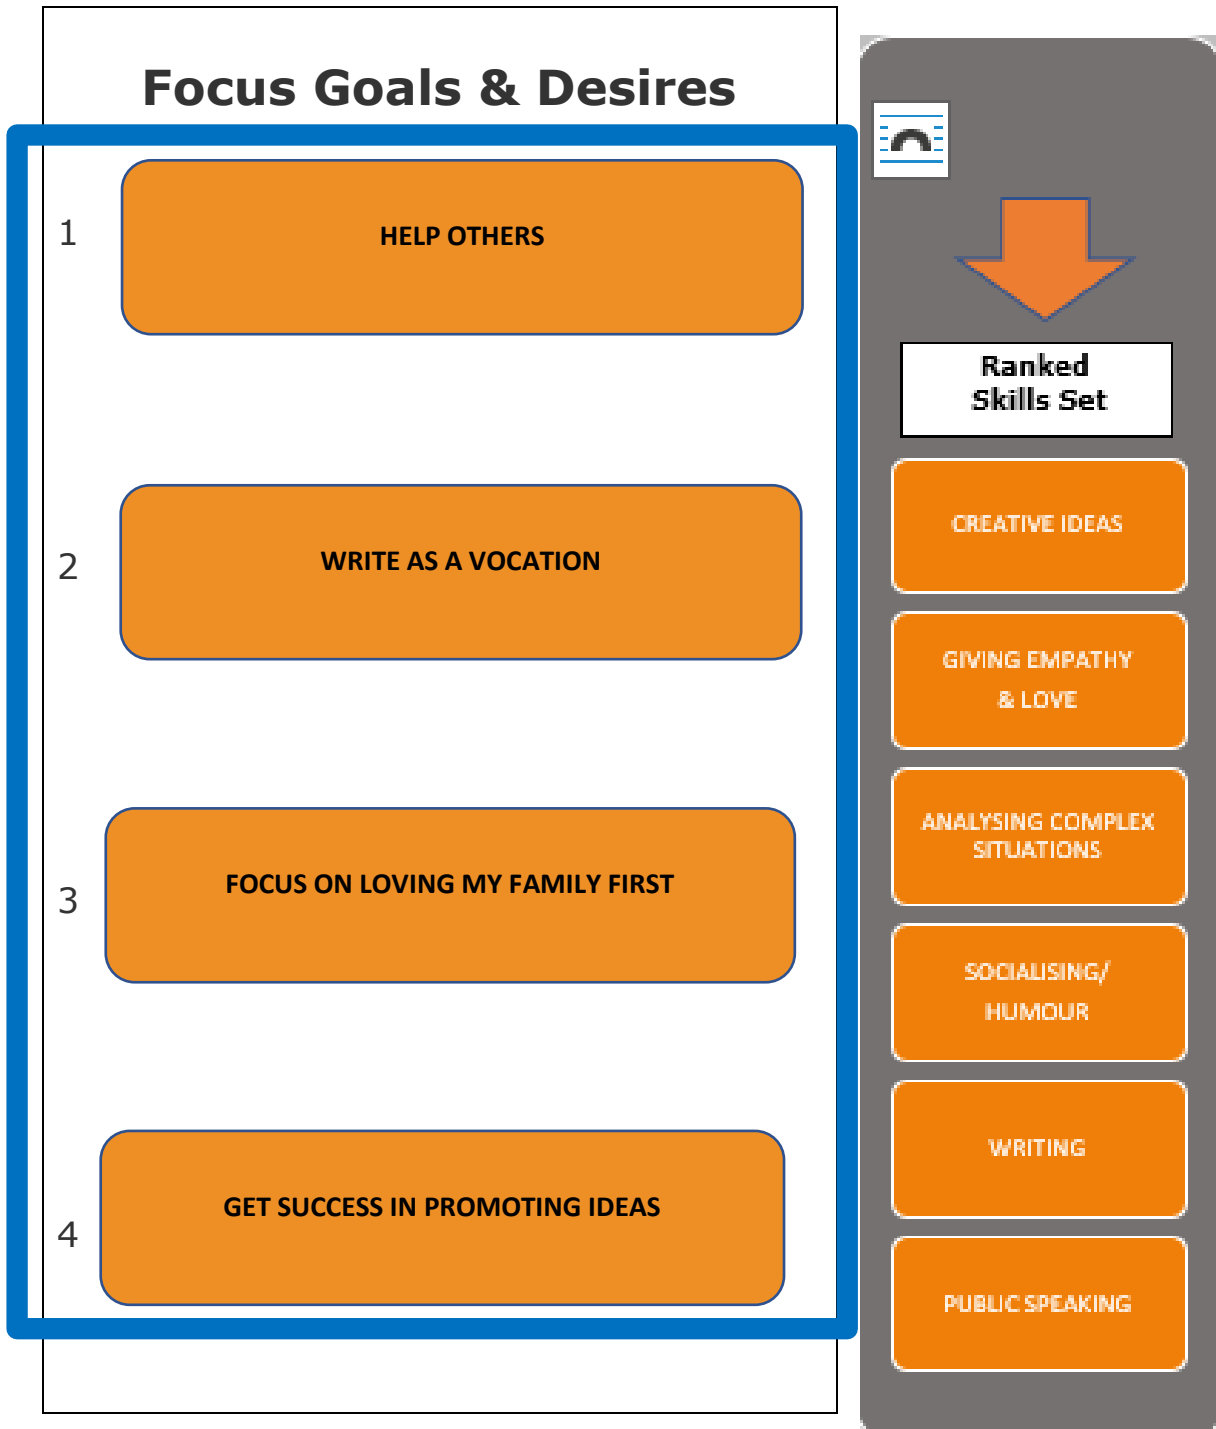 Focus Goals & Desires
1
HELP OTHERS
2
WRITE AS A VOCATION
3
FOCUS ON LOVING MY FAMILY FIRST
4
GET SUCCESS IN PROMOTING IDEAS
Ranked
Skills Set
CREATIVE IDEAS
GIVING EMPATHY
& LOVE
ANALYSING COMPLEX
SITUATIONS
SOCIALISING/
HUMOUR
WRITING
PUBLIC SPEAKING